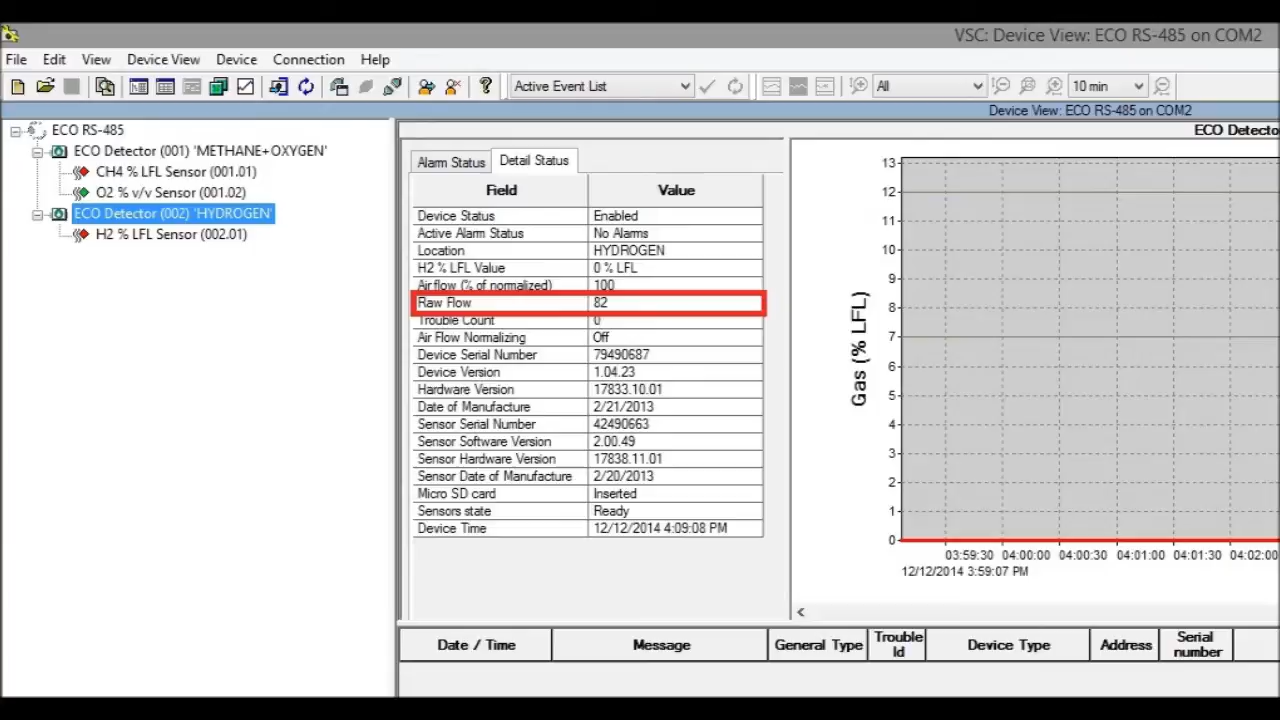 VSC: Device View: ECO RS-485 on COM2
File Edit View Device View Device Connection Help
Active Event List All 10 min
Device View: ECO RS-485 on COM2
ECO RS-485
ECO Detector (001) 'METHANE+OXYGEN'
CH4 % LFL Sensor (001.01)
O2 % v/v Sensor (001.02)
ECO Detector (002) 'HYDROGEN'
H2 % LFL Sensor (002.01)
ECO Detecto
Alarm Status Detail Status
Field Value
Device Status Enabled
Active Alarm Status No Alarms
Location HYDROGEN
H2 % LFL Value 0 % LFL
Air flow (% of normalized) 100
Raw Flow 82
Trouble Count 0
Air Flow Normalizing Off
Device Serial Number 79490687
Device Version 1.04.23
Hardware Version 17833.10.01
Date of Manufacture 2/21/2013
Sensor Serial Number 42490663
Sensor Software Version 2.00.49
Sensor Hardware Version 17838.11.01
Sensor Date of Manufacture 2/20/2013
Micro SD card Inserted
Sensors state Ready
Device Time 12/12/2014 4:09:08 PM
Gas (% LFL)
13
12
11
10
9
8
7
6
5
4
3
2
1
0
03:59:30 04:00:00 04:00:30 04:01:00 04:01:30 04:02:00
12/12/2014 3:59:07 PM
Date / Time Message General Type Trouble Id Device Type Address Serial number